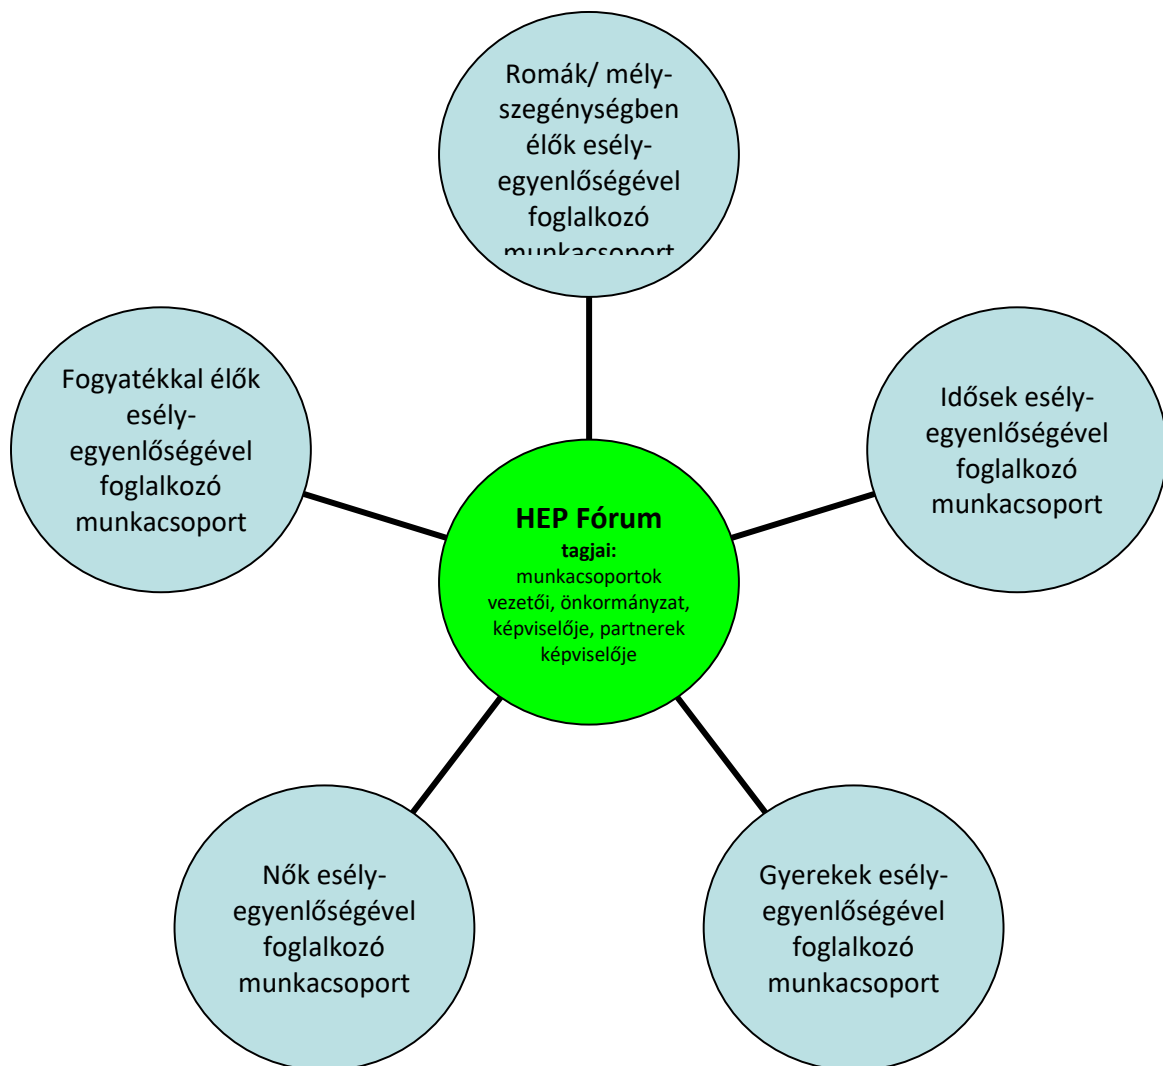 Romák/ mély-
szegénységben
élők esély-
egyenlőségével
foglalkozó
munkacsoport
Fogyatékkal élők
esély-
egyenlőségével
foglalkozó
munkacsoport
Idősek esély-
egyenlőségével
foglalkozó
munkacsoport
HEP Fórum
tagjai:
munkacsoportok
vezetői, önkormányzat,
képviselője, partnerek
képviselője
Nők esély-
egyenlőségével
foglalkozó
munkacsoport
Gyerekek esély-
egyenlőségével
foglalkozó
munkacsoport